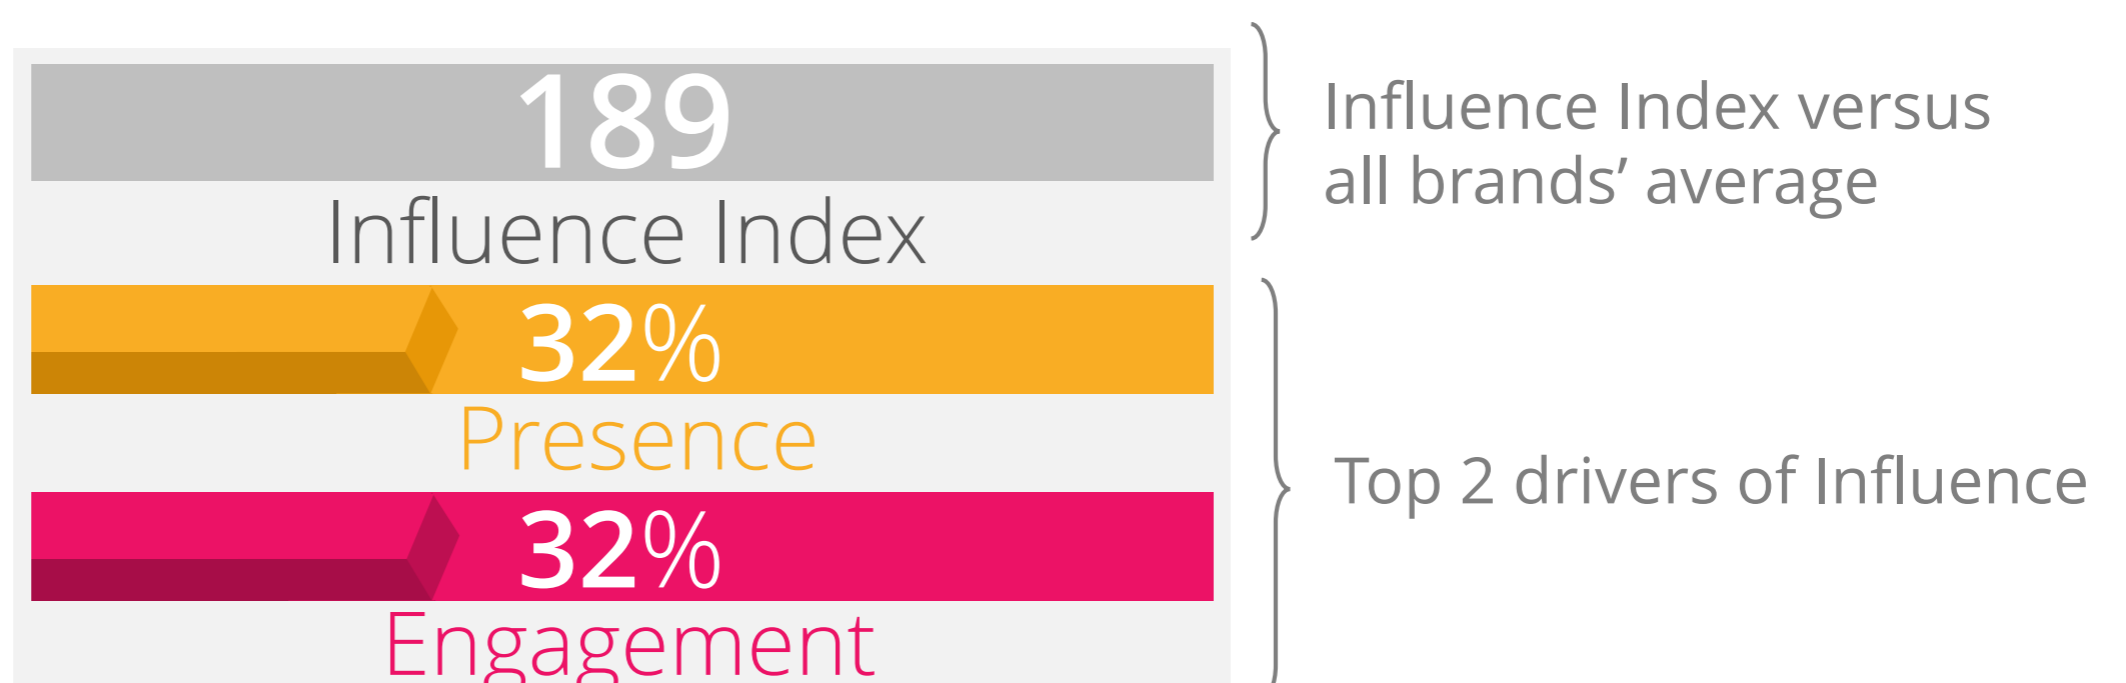 189
Influence Index
Influence Index versus
all brands’ average
32%
Presence
32%
Engagement
Top 2 drivers of Influence